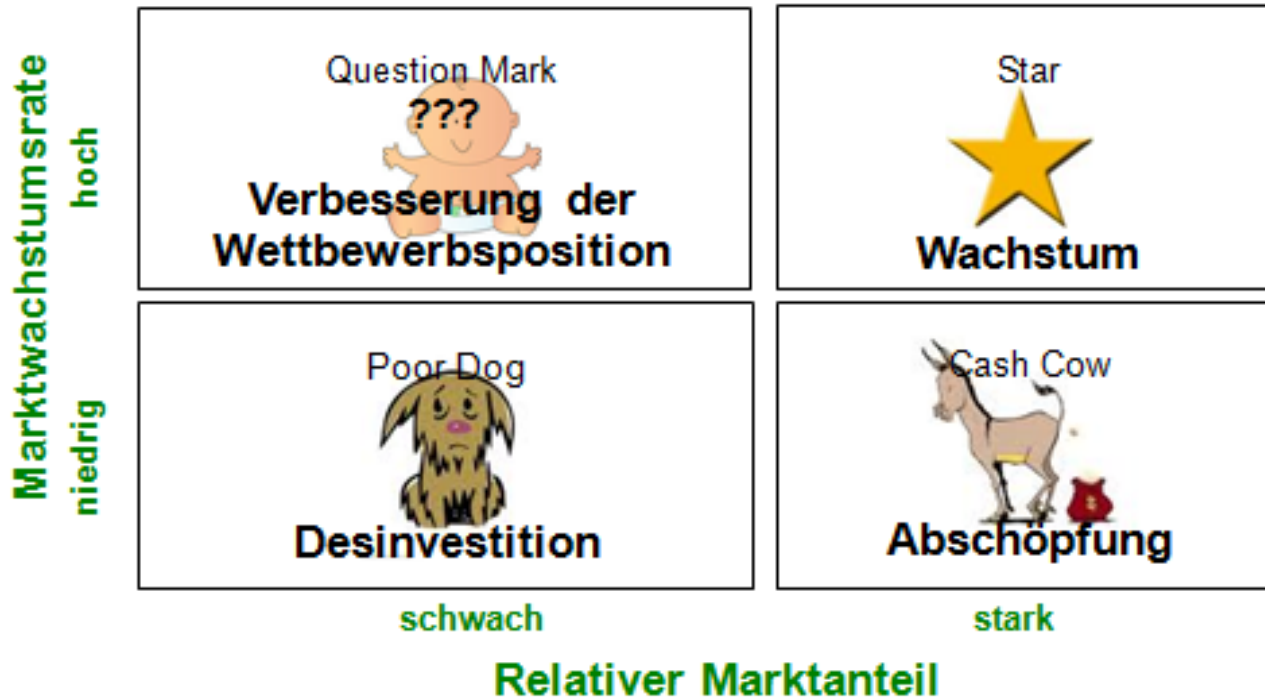 Marktwachstumsrate
hoch
niedrig
Question Mark
???
Verbesserung der
Wettbewerbsposition
Star
Wachstum
Poor Dog
Desinvestition
Cash Cow
Abschöpfung
schwach
stark
Relativer Marktanteil